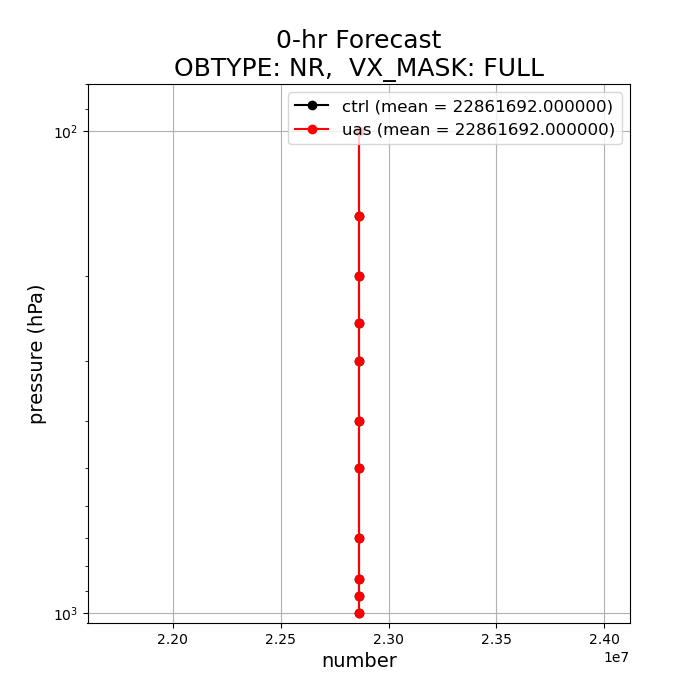 0-hr Forecast
OBTYPE: NR,  VX_MASK: FULL
ctrl (mean = 22861692.000000)
uas (mean = 22861692.000000)
10²
pressure (hPa)
10³
2.20 2.25 2.30 2.35 2.40
1e7
number